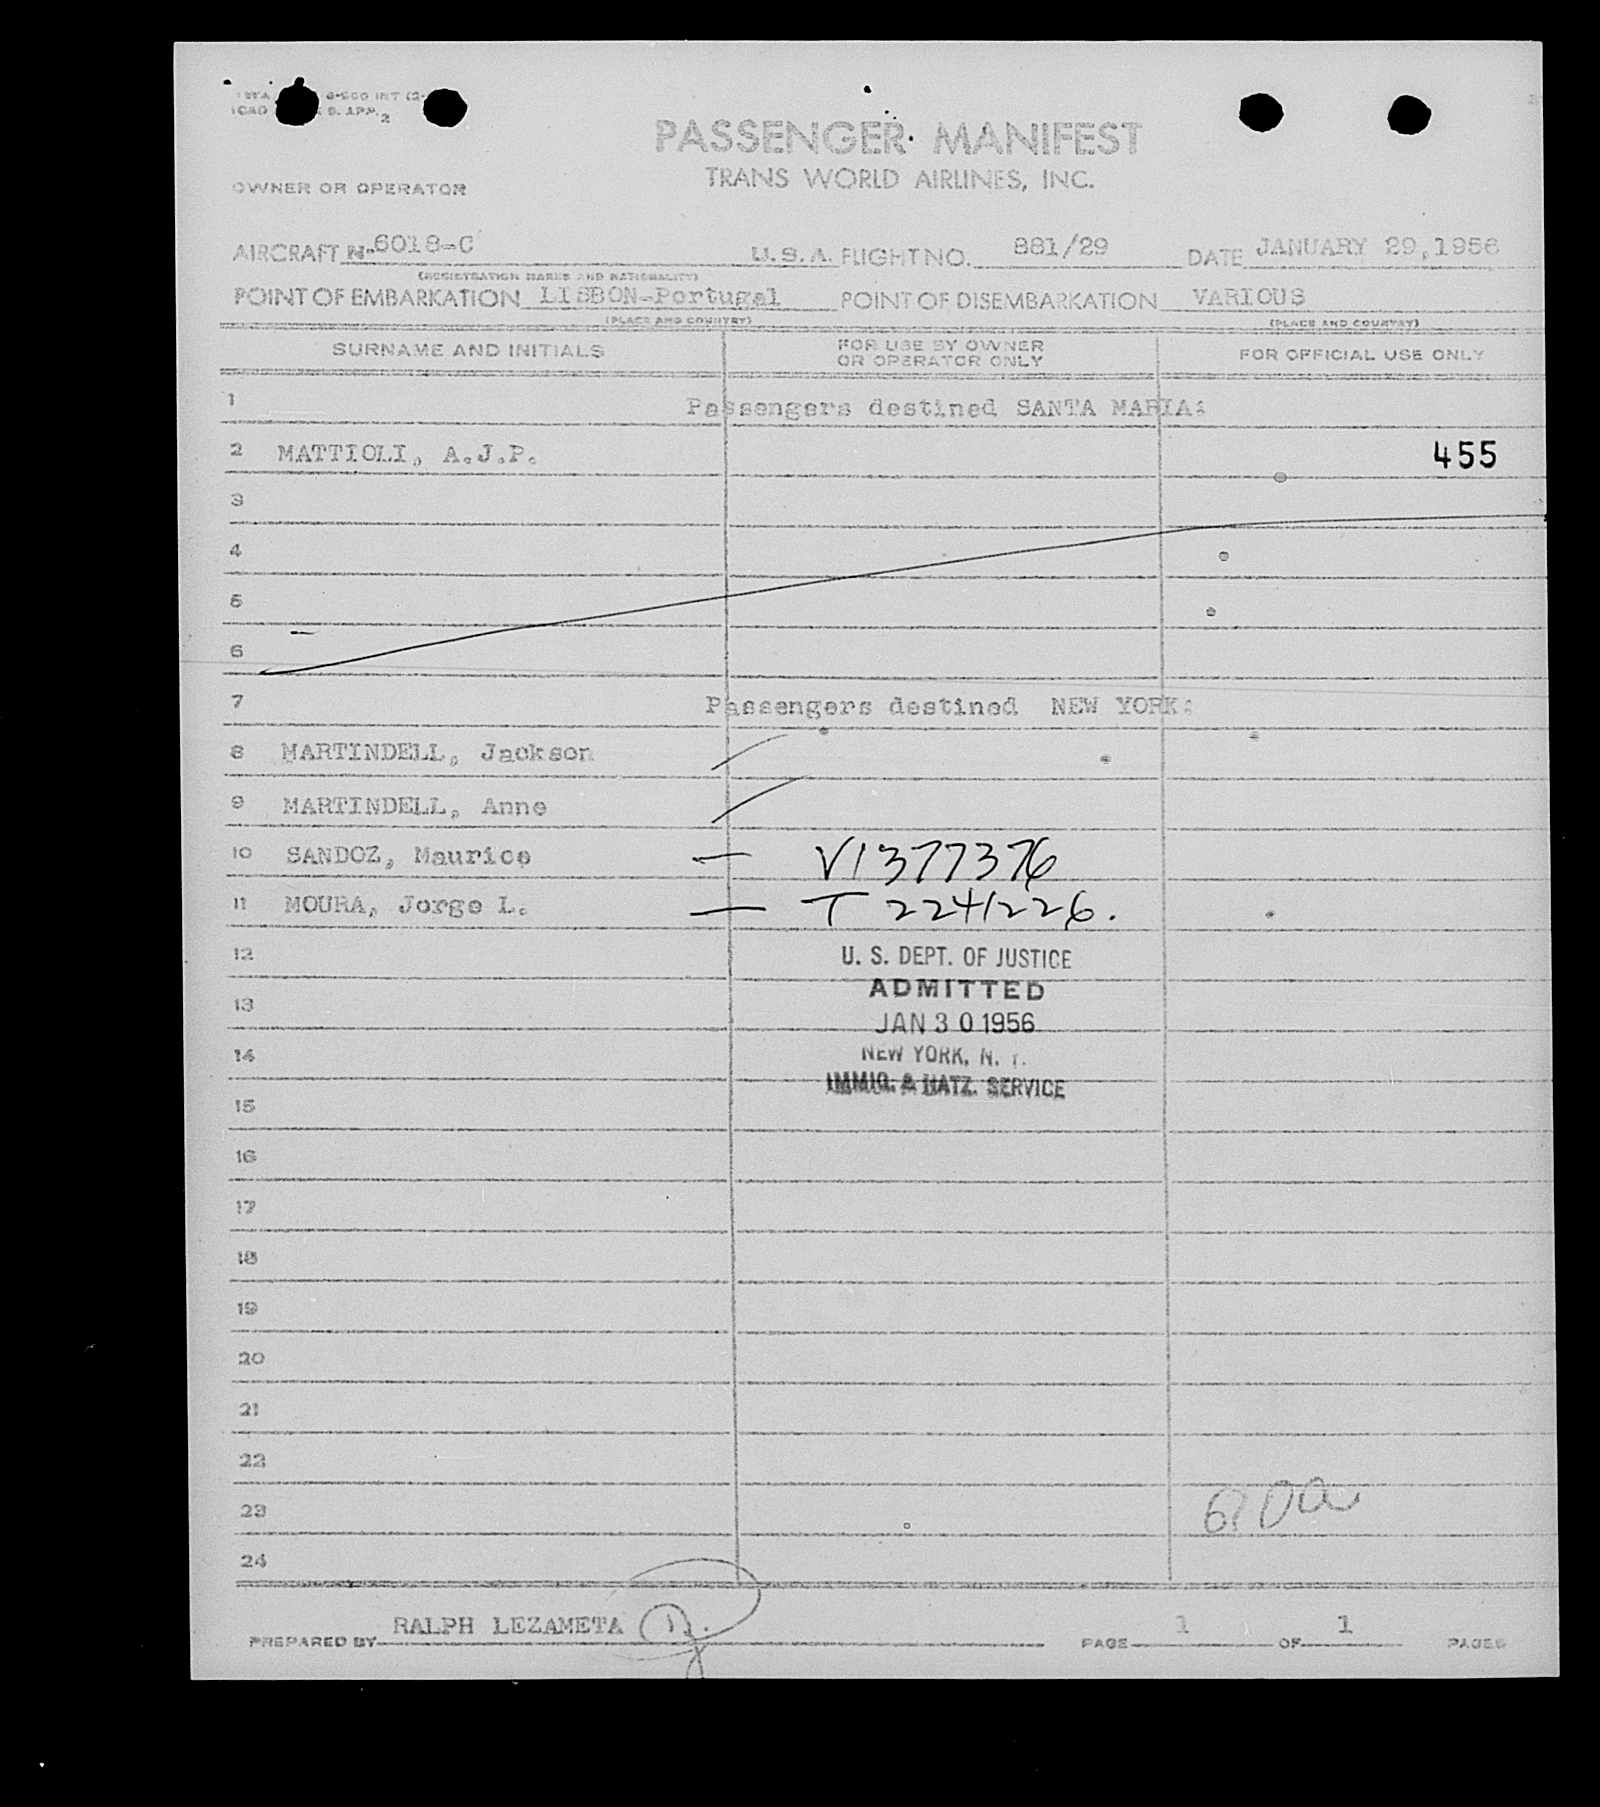 PASSENGER MANIFEST
TRANS WORLD AIRLINES, INC.
OWNER OR OPERATOR
AIRCRAFT N-6018-C U.S.A. FLIGHT NO. 881/29 DATE JANUARY 29,1956
(REGISTRATION MARKS AND NATIONALITY)
POINT OF EMBARKATION LISBON-Portugal POINT OF DISEMBARKATION VARIOUS
(PLACE AND COUNTRY) (PLACE AND COUNTRY)
SURNAME AND INITIALS FOR USE BY OWNER OR OPERATOR ONLY FOR OFFICIAL USE ONLY
1 Passengers destined SANTA MARIA:
2 MATTIOLI, A.J.P. 455
3
4
5
6
7 Passengers destined NEW YORK:
8 MARTINDELL, Jackson
9 MARTINDELL, Anne
10 SANDOZ, Maurice — V1377376
11 MOURA, Jorge L. — T 2241226.
12 U. S. DEPT. OF JUSTICE
ADMITTED
13 JAN 30 1956
14 NEW YORK, N. Y.
IMMIG. & NATZ. SERVICE
15
16
17
18
19
20
21
22
23
24
PREPARED BY RALPH LEZAMETA PAGE 1 OF 1 PAGES